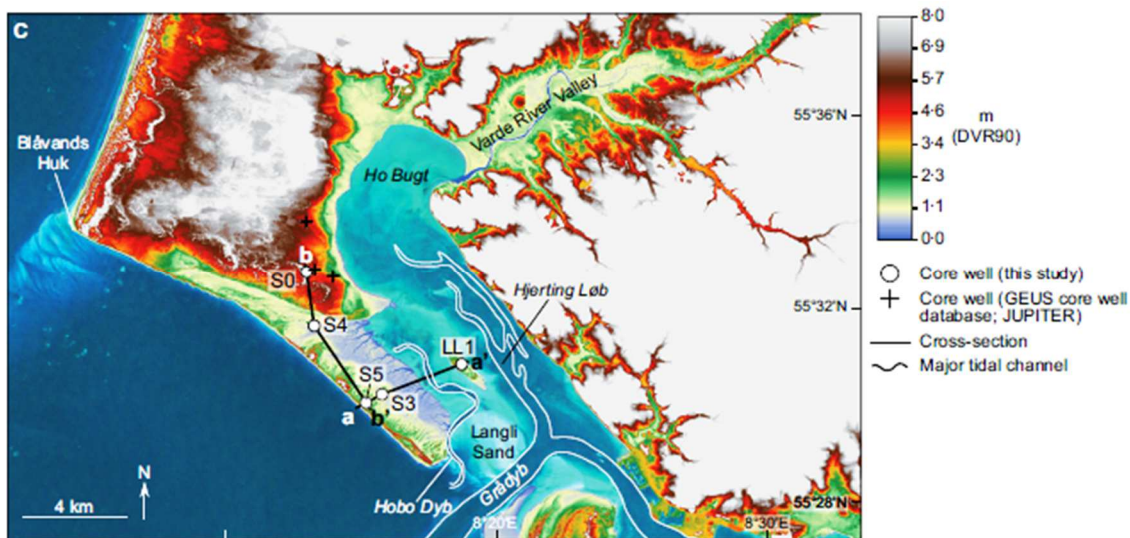 c
Blåvands
Huk
Ho Bugt
Varde River Valley
b
S0
S4
S5
S3
a
b'
LL1
a'
Hjerting Løb
Langli
Sand
Grådyb
Hobo Dyb
N
4 km
8°20'E
8°30'E
55°36'N
55°32'N
55°28'N
8·0
6·9
5·7
4·6
3·4
2·3
1·1
0·0
m
(DVR90)
Core well (this study)
Core well (GEUS core well
database; JUPITER)
Cross-section
Major tidal channel